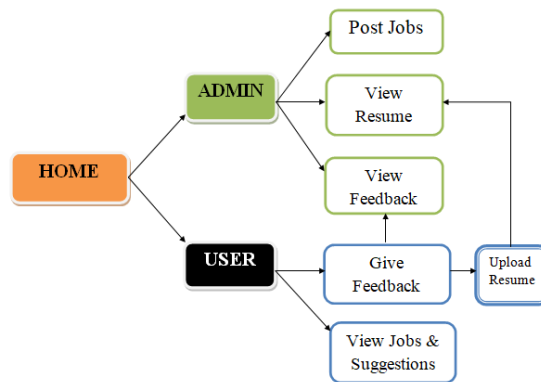 Post Jobs
ADMIN
View
Resume
HOME
View
Feedback
USER
Give
Feedback
Upload
Resume
View Jobs &
Suggestions